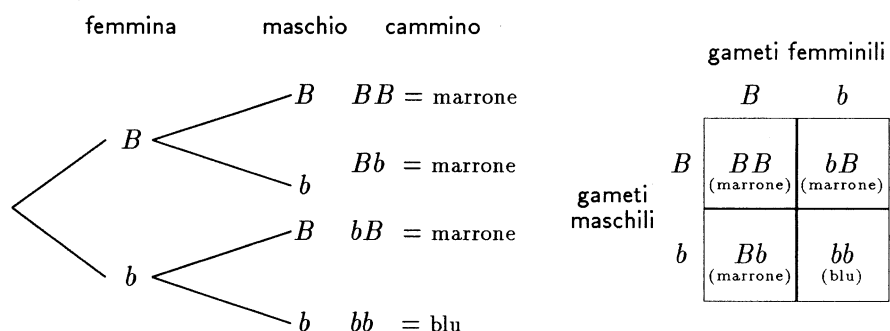 femmina maschio cammino
B BB = marrone
B
b Bb = marrone
B bB = marrone
b
b bb = blu
gameti femminili
B b
B BB bB
(marrone) (marrone)
gameti
maschili
b Bb bb
(marrone) (blu)